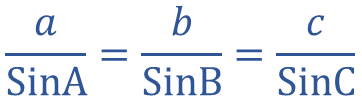 a/SinA = b/SinB = c/SinC